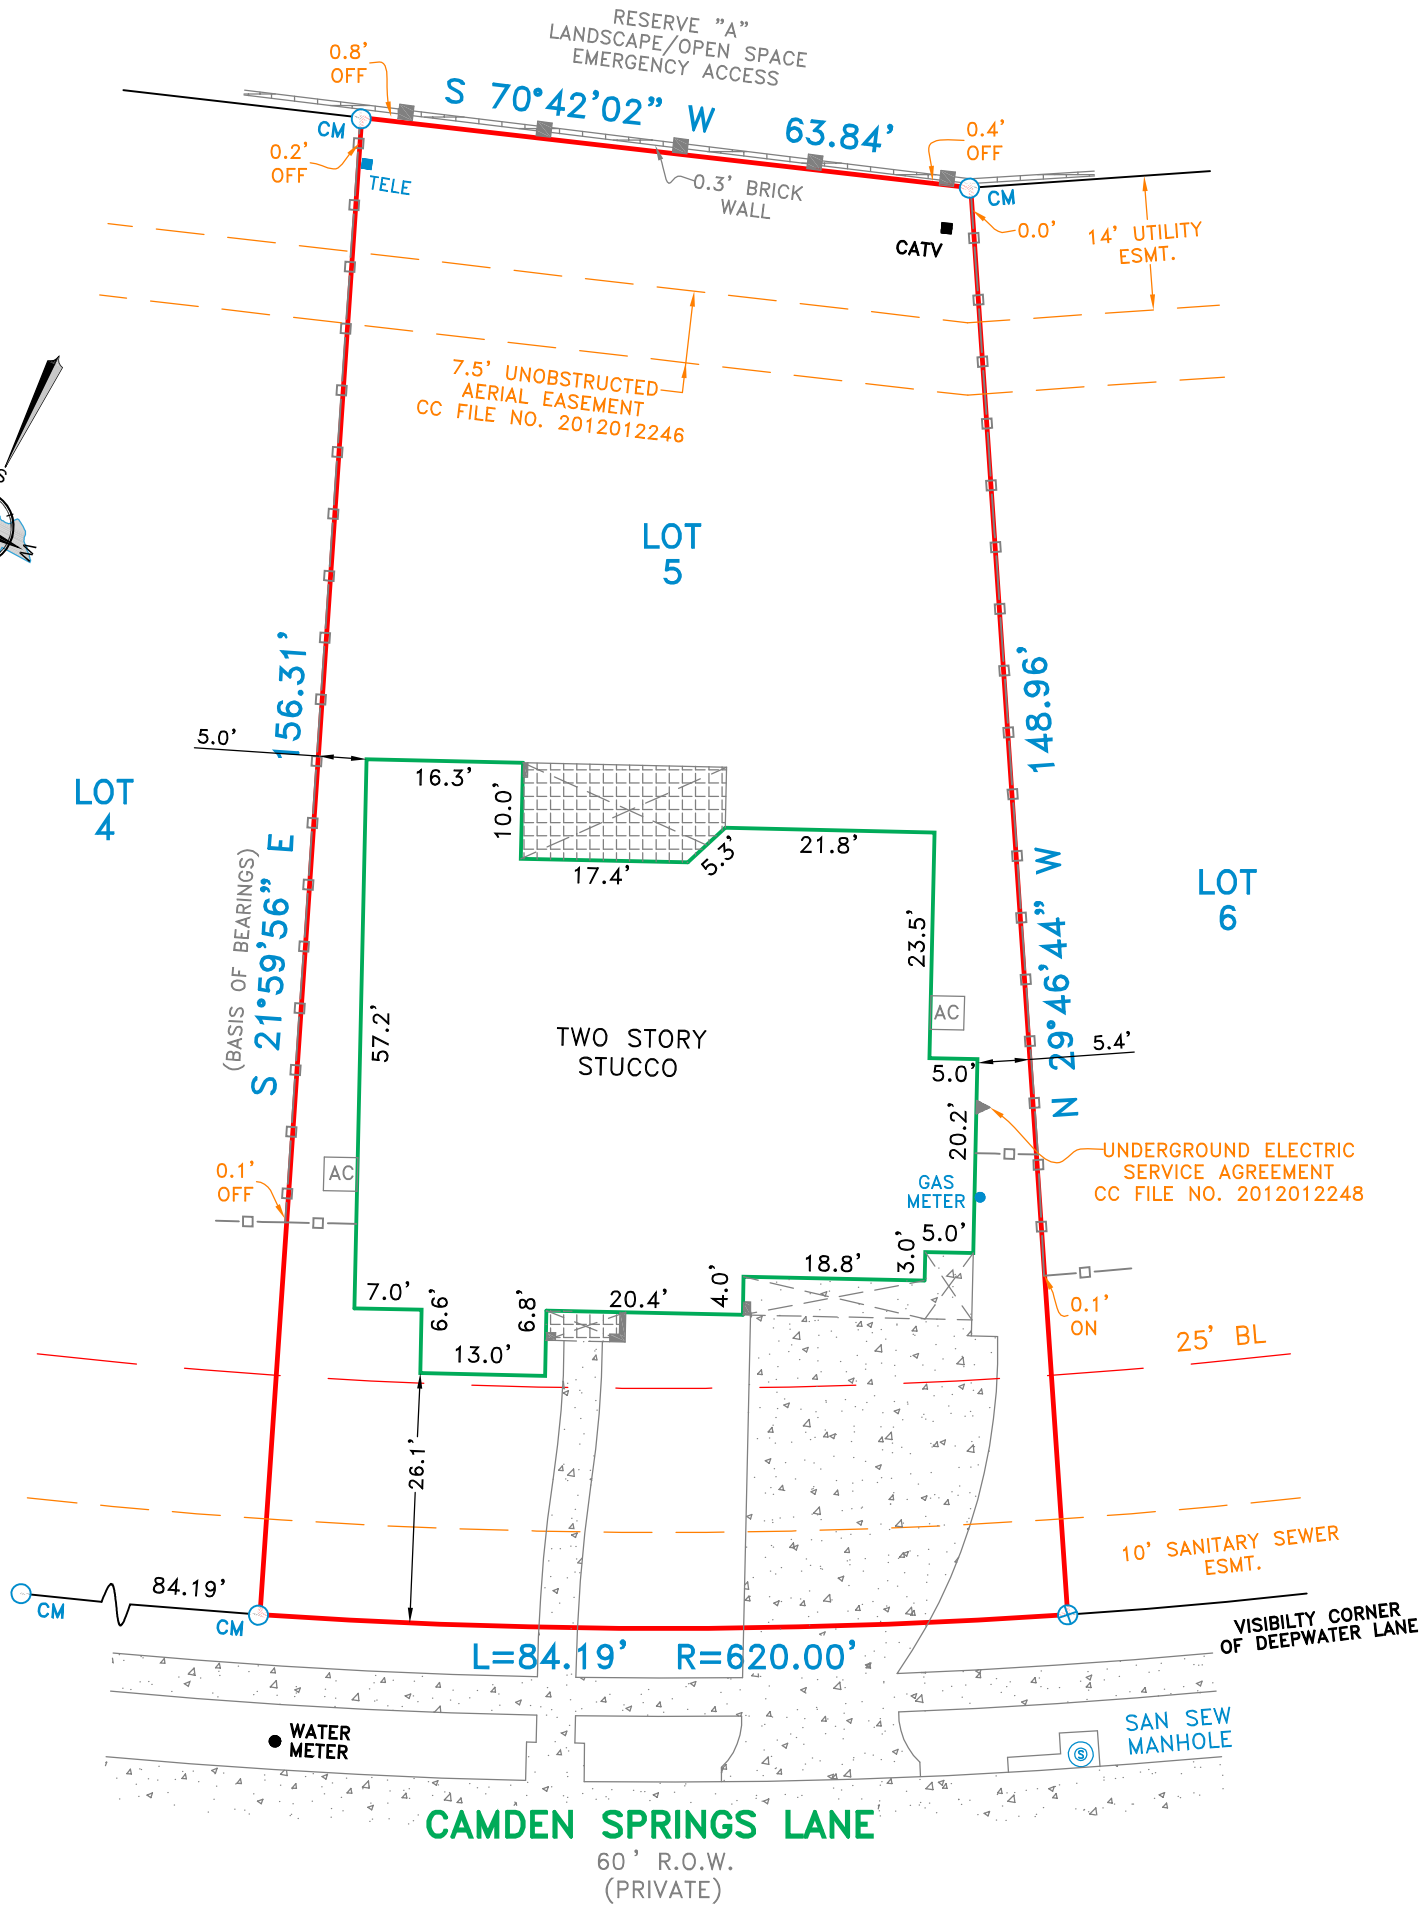 RESERVE "A"
LANDSCAPE/OPEN SPACE
EMERGENCY ACCESS
0.8'
OFF
S 70°42'02" W 63.84'
0.4'
OFF
CM
0.2'
OFF
TELE
0.3' BRICK
WALL
CM
0.0'
CATV
14' UTILITY
ESMT.
7.5' UNOBSTRUCTED
AERIAL EASEMENT
CC FILE NO. 2012012246
S
W
LOT
5
S 21°59'56" E 156.31'
(BASIS OF BEARINGS)
N 29°46'44" W 148.96'
5.0'
LOT
4
LOT
6
16.3'
10.0'
17.4'
5.3'
21.8'
23.5'
57.2'
TWO STORY
STUCCO
AC
5.0'
5.4'
20.2'
UNDERGROUND ELECTRIC
SERVICE AGREEMENT
CC FILE NO. 2012012248
AC
0.1'
OFF
GAS
METER
5.0'
3.0'
18.8'
4.0'
7.0'
6.6'
6.8'
20.4'
13.0'
0.1'
ON
25' BL
26.1'
10' SANITARY SEWER
ESMT.
84.19'
CM
CM
VISIBILTY CORNER
OF DEEPWATER LANE
L=84.19' R=620.00'
WATER
METER
SAN SEW
MANHOLE
S
CAMDEN SPRINGS LANE
60' R.O.W.
(PRIVATE)